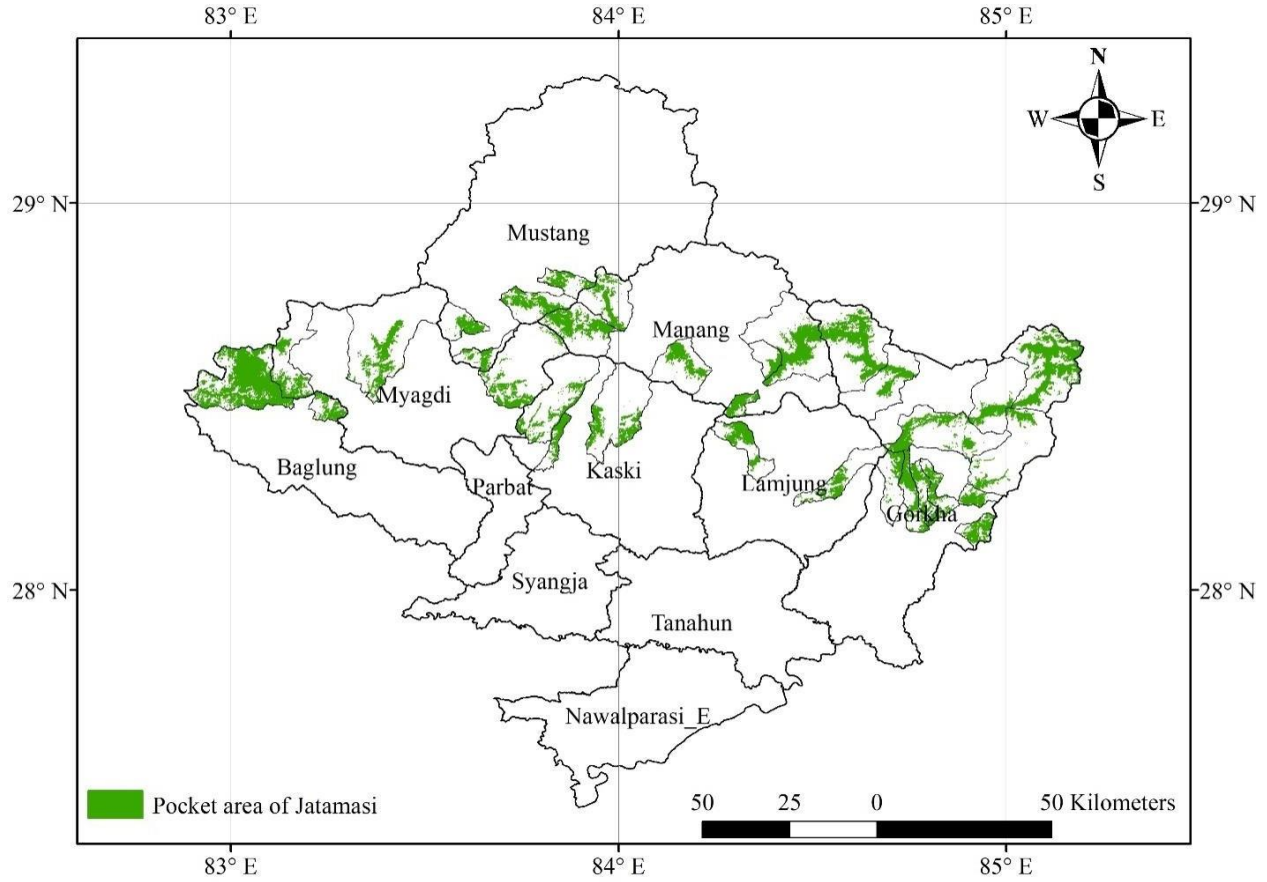 83° E 84° E 85° E
N
W E
S
29° N 29° N
Mustang
Manang
Myagdi
Baglung
Kaski
Parbat
Lamjung
Gorkha
Syangja
28° N 28° N
Tanahun
Nawalparasi_E
Pocket area of Jatamasi
50 25 0 50 Kilometers
83° E 84° E 85° E